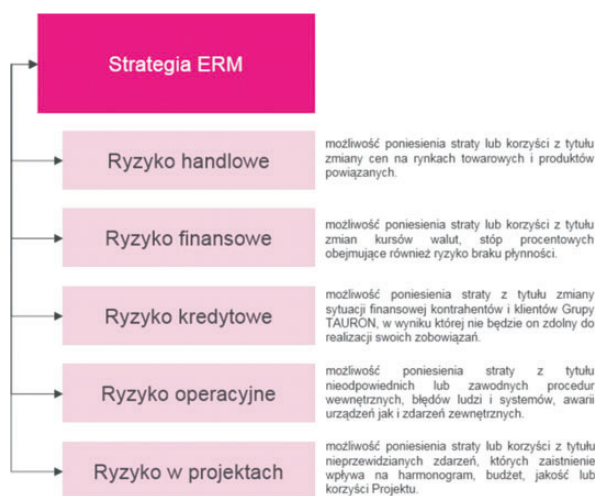 Strategia ERM
Ryzyko handlowe
możliwość poniesienia straty lub korzyści z tytułu
zmiany cen na rynkach towarowych i produktów
powiązanych.
Ryzyko finansowe
możliwość poniesienia straty lub korzyści z tytułu
zmian kursów walut, stóp procentowych
obejmujące również ryzyko braku płynności.
Ryzyko kredytowe
możliwość poniesienia straty z tytułu zmiany
sytuacji finansowej kontrahentów i klientów Grupy
TAURON, w wyniku której nie będzie on zdolny do
realizacji swoich zobowiązań.
Ryzyko operacyjne
możliwość poniesienia straty z tytułu
nieodpowiednich lub zawodnych procedur
wewnętrznych, błędów ludzi i systemów, awarii
urządzeń jak i zdarzeń zewnętrznych.
Ryzyko w projektach
możliwość poniesienia straty lub korzyści z tytułu
nieprzewidzianych zdarzeń, których zaistnienie
wpływa na harmonogram, budżet, jakość lub
korzyści Projektu.